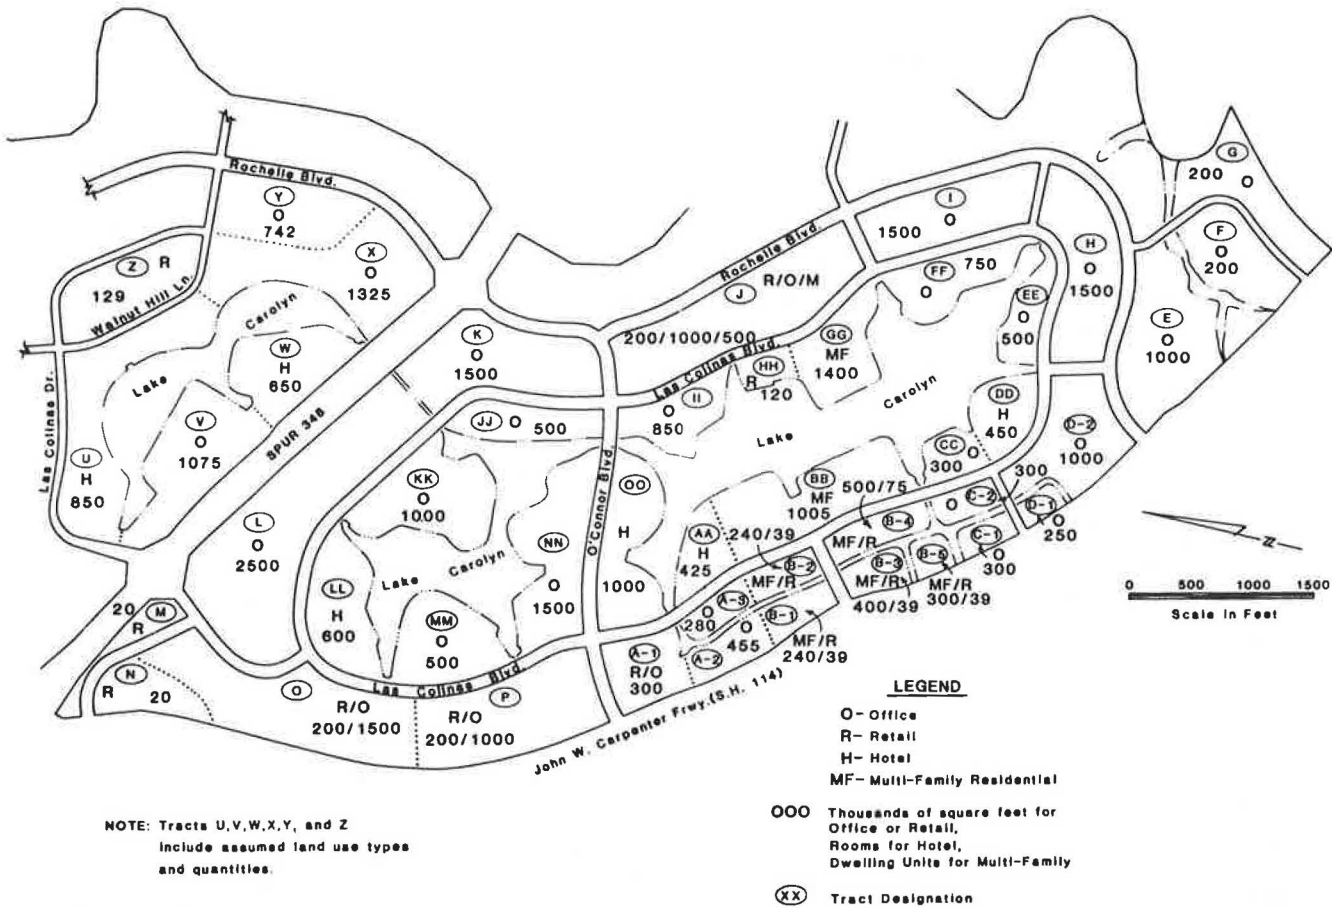 G
200
O
Rochelle Blvd.
Y
O
742
X
O
1325
Z
R
129
Walnut Hill Ln.
Carolyn
Lake
W
H
650
V
O
1075
U
H
850
Las Colinas Dr.
SPUR 348
I
O
1500
H
O
1500
F
O
200
E
O
1000
Rochelle Blvd.
R/O/M
J
200/1000/500
FF
O
750
EE
O
500
K
O
1500
Las Colinas Blvd.
GG
MF
1400
HH
R
120
Carolyn
Lake
II
O
850
JJ
O
500
DD
H
450
D-2
O
1000
CC
300
O
KK
O
1000
OO
H
1000
O'Connor Blvd.
BB
MF
1005
500/75
300
C-2
O
B-4
MF/R
D-1
O
250
L
O
2500
NN
O
1500
Lake
Carolyn
AA
H
425
240/39
B-2
MF/R
B-3
MF/R
400/39
B-5
MF/R
300/39
C-1
O
300
LL
H
600
MM
O
500
A-3
O
280
O
455
B-1
MF/R
240/39
20
M
R
N
R
20
O
R/O
200/1500
Las Colinas Blvd.
P
R/O
200/1000
A-1
R/O
300
A-2
John W. Carpenter Frwy.(S.H. 114)
N
0 500 1000 1500
Scale in Feet
LEGEND
O- Office
R- Retail
H- Hotel
MF- Multi-Family Residential
OOO Thousands of square feet for
Office or Retail,
Rooms for Hotel,
Dwelling Units for Multi-Family
XX Tract Designation
NOTE: Tracts U,V,W,X,Y, and Z
include assumed land use types
and quantities.